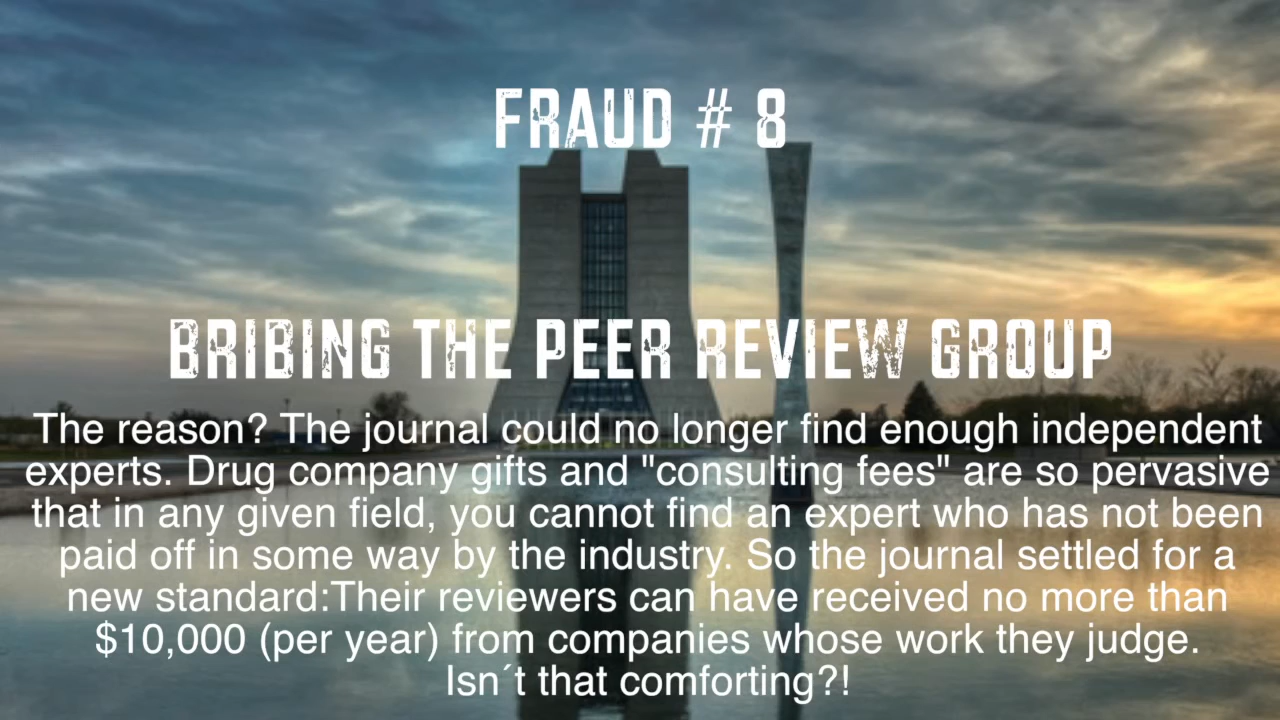 FRAUD # 8
BRIBING THE PEER REVIEW GROUP
The reason? The journal could no longer find enough independent
experts. Drug company gifts and "consulting fees" are so pervasive
that in any given field, you cannot find an expert who has not been
paid off in some way by the industry. So the journal settled for a
new standard:Their reviewers can have received no more than
$10,000 (per year) from companies whose work they judge.
Isn´t that comforting?!